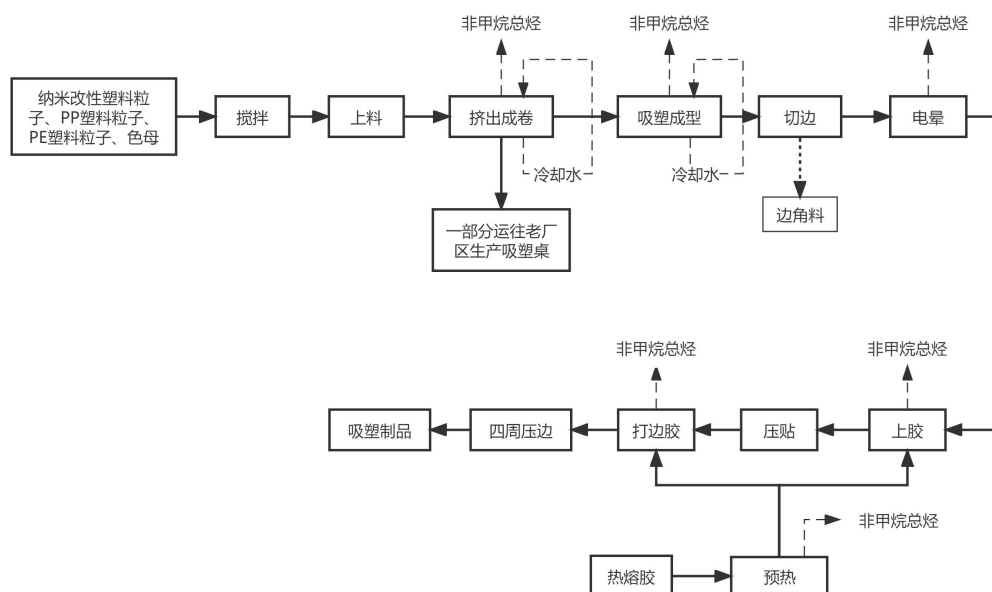 非甲烷总烃
非甲烷总烃
非甲烷总烃
纳米改性塑料粒
子、PP塑料粒子、
PE塑料粒子、色母
搅拌
上料
挤出成卷
吸塑成型
切边
电晕
冷却水
冷却水
边角料
一部分运往老厂
区生产吸塑桌
非甲烷总烃
非甲烷总烃
吸塑制品
四周压边
打边胶
压贴
上胶
非甲烷总烃
热熔胶
预热